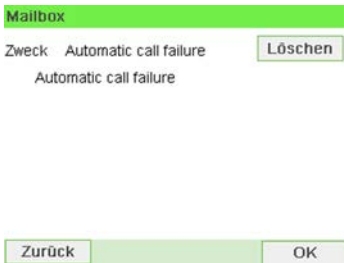 Mailbox
Zweck Automatic call failure Löschen
Automatic call failure
Zurück OK